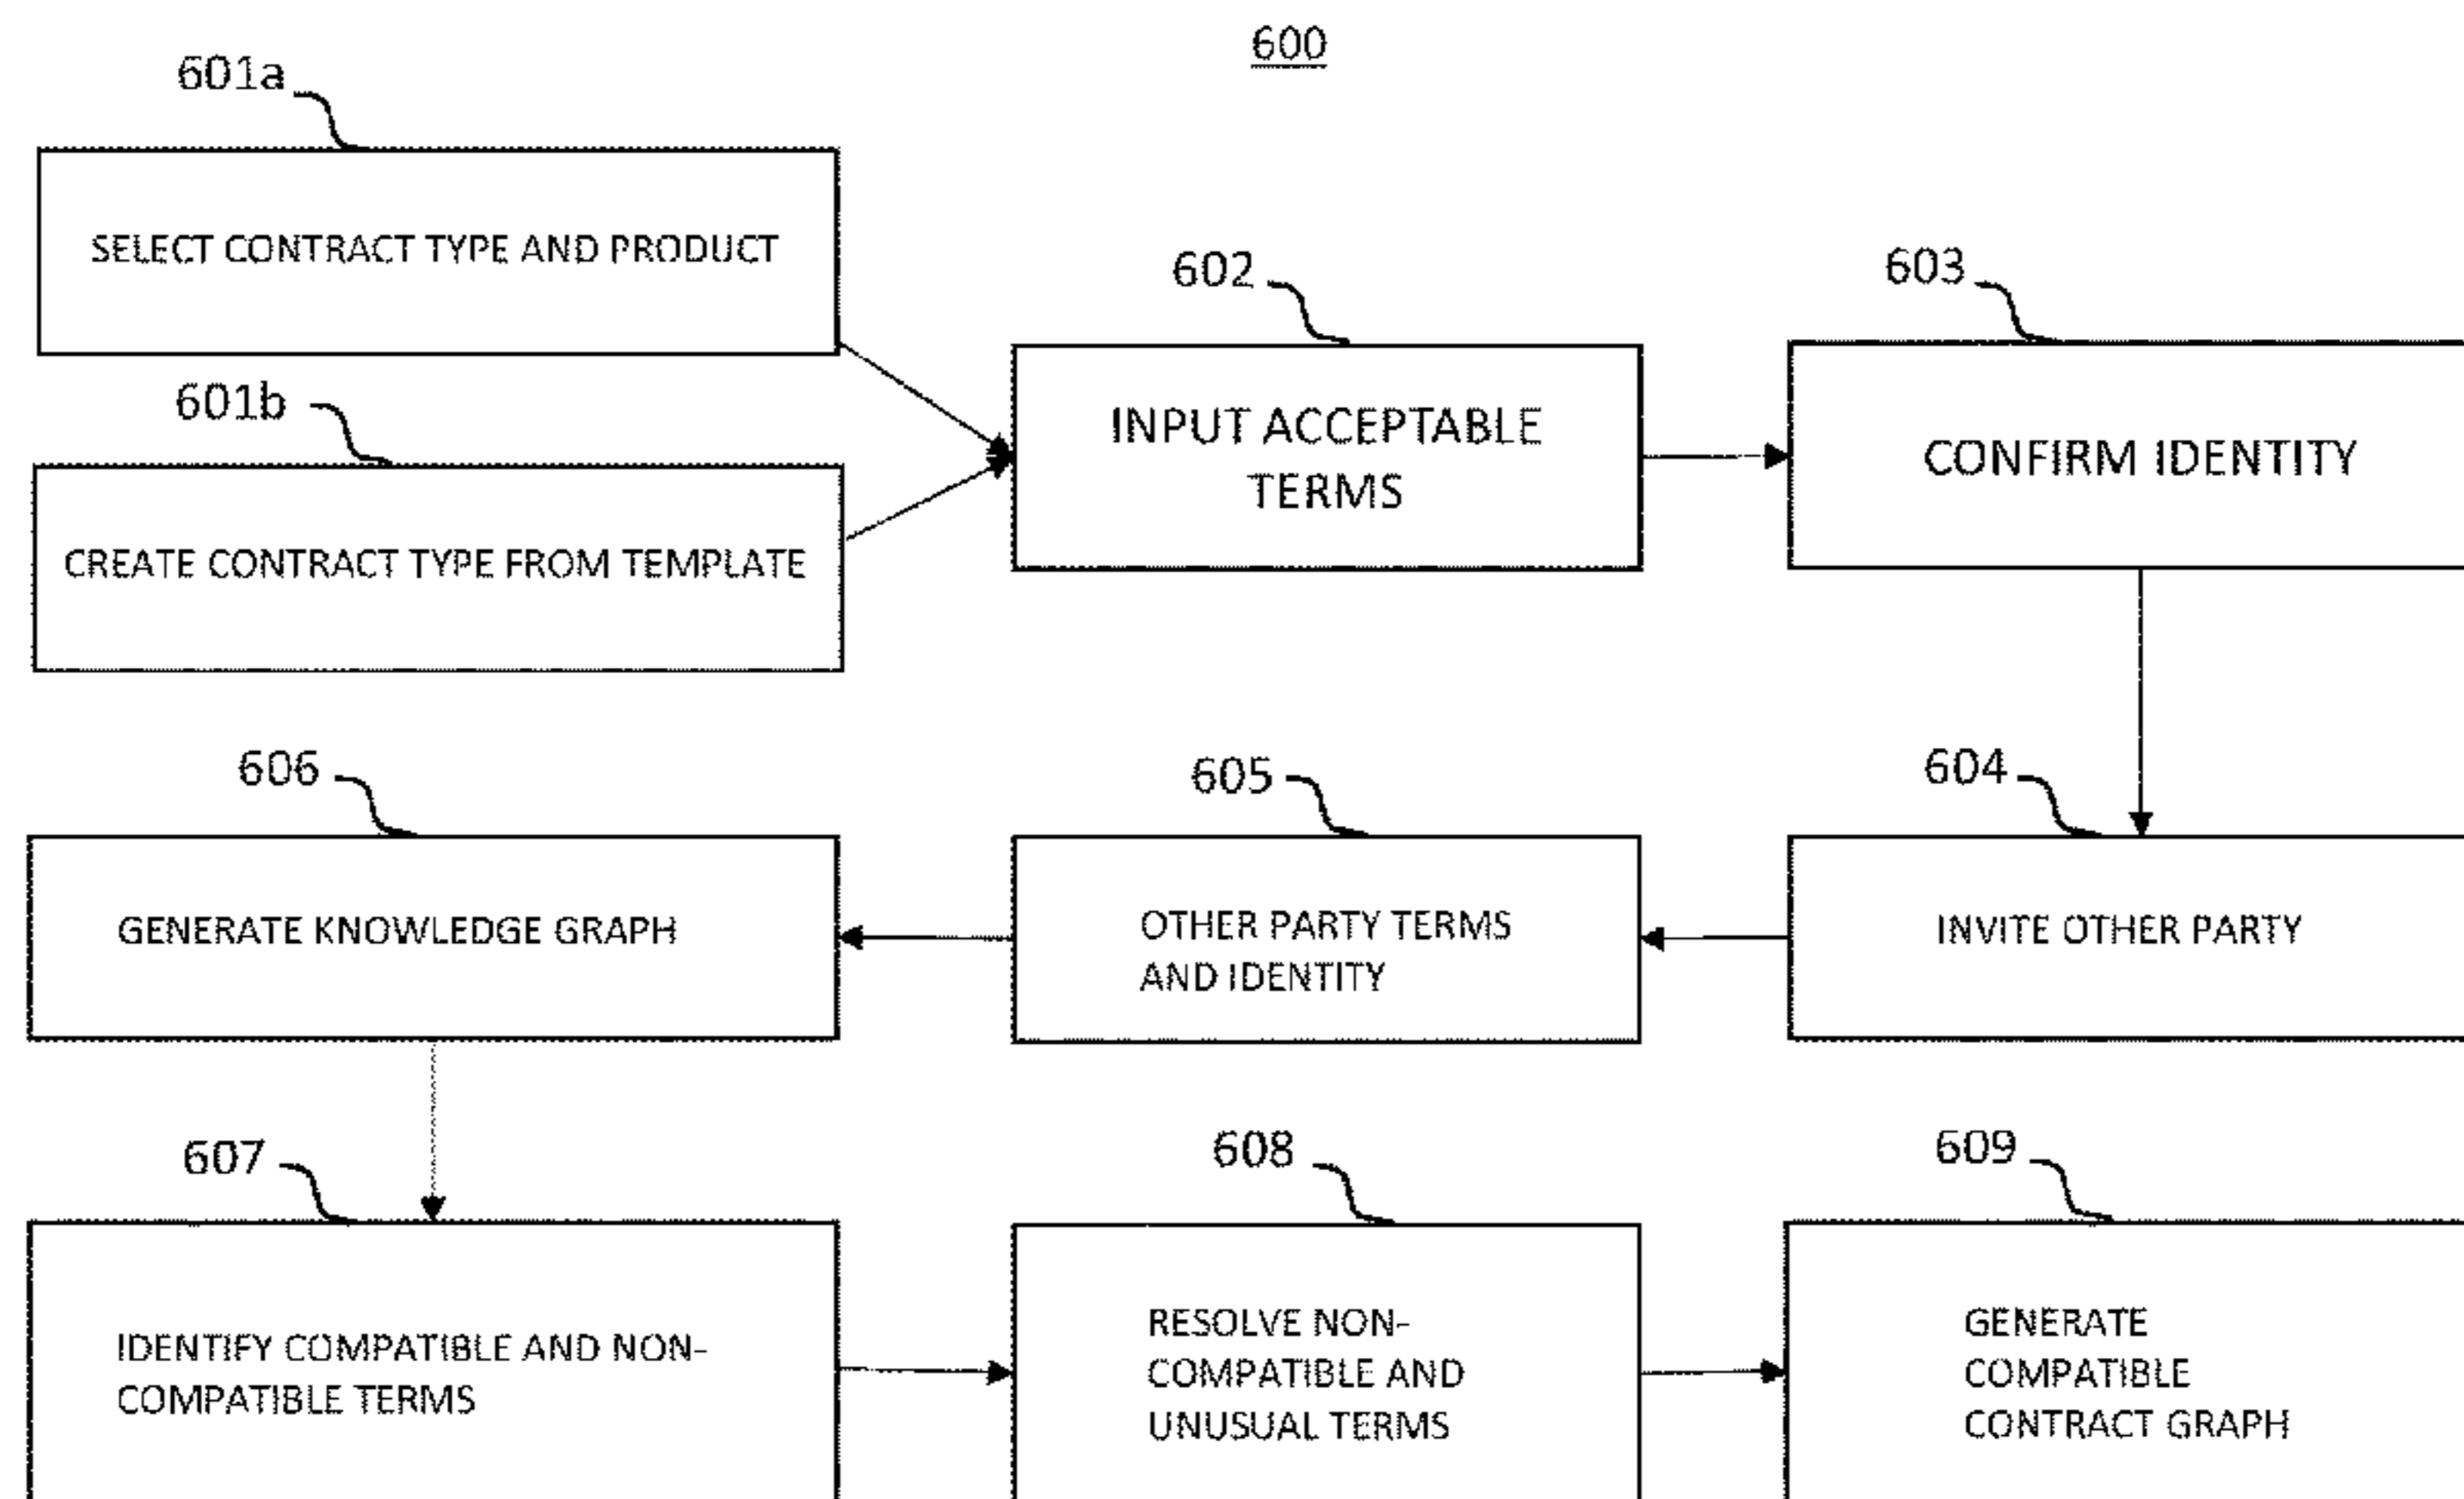 600
601a
SELECT CONTRACT TYPE AND PRODUCT
601b
CREATE CONTRACT TYPE FROM TEMPLATE
602
INPUT ACCEPTABLE
TERMS
603
CONFIRM IDENTITY
604
INVITE OTHER PARTY
605
OTHER PARTY TERMS
AND IDENTITY
606
GENERATE KNOWLEDGE GRAPH
607
IDENTIFY COMPATIBLE AND NON-
COMPATIBLE TERMS
608
RESOLVE NON-
COMPATIBLE AND
UNUSUAL TERMS
609
GENERATE
COMPATIBLE
CONTRACT GRAPH